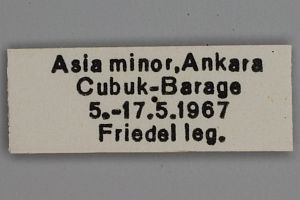 Asia minor, Ankara
Cubuk-Barage
5.-17.5.1967
Friedel leg.